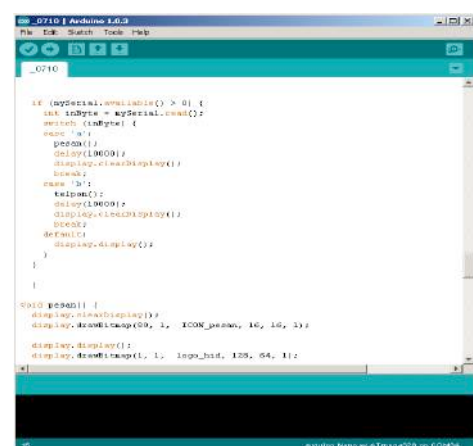 _0710 | Arduino 1.0.3
File Edit Sketch Tools Help
_0710
if (mySerial.available() > 0) {
int inByte = mySerial.read();
switch (inByte) {
case 'a':
pesan();
delay(10000);
display.clearDisplay();
break;
case 'b':
telpon();
delay(10000);
display.clearDisplay();
break;
default:
display.display();
}
}
}
void pesan() {
display.clearDisplay();
display.drawBitmap(89, 1, ICON_pesan, 16, 16, 1);
display.display();
display.drawBitmap(1, 1, logo_hid, 128, 64, 1);